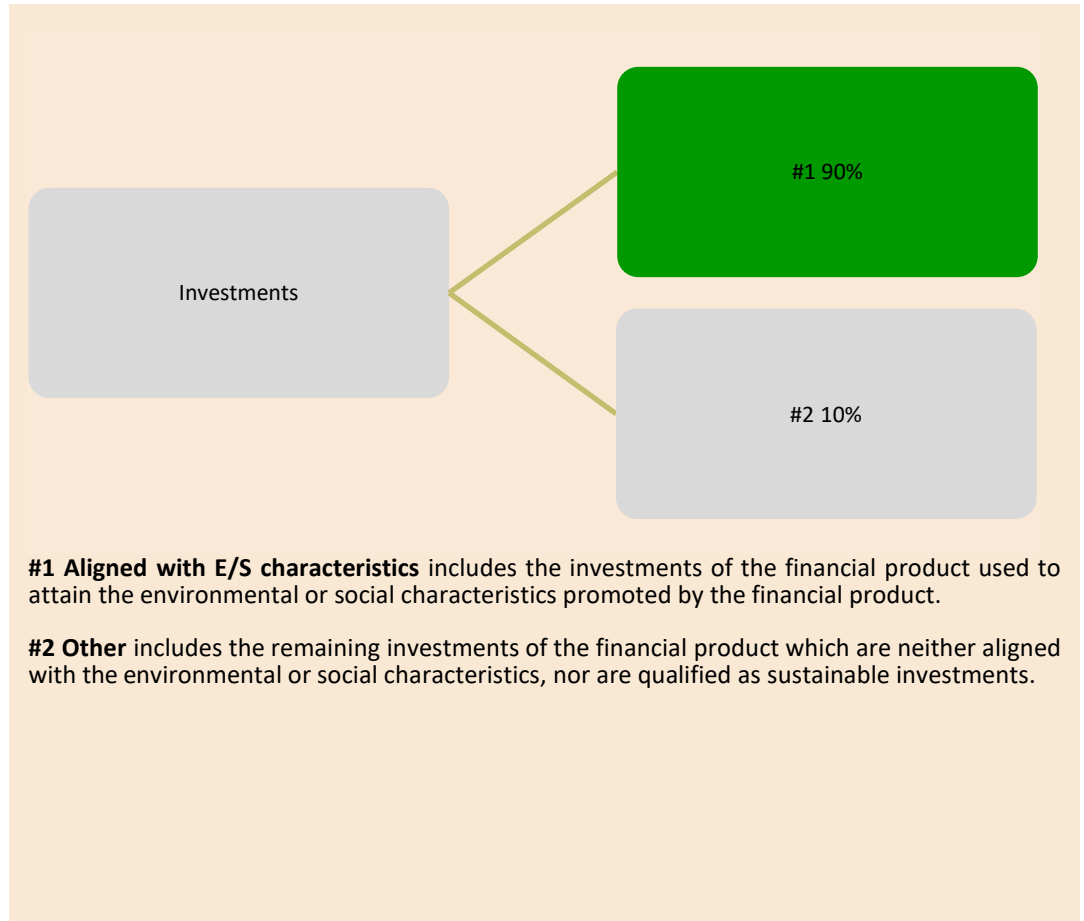 #1 90%
Investments
#2 10%
#1 Aligned with E/S characteristics includes the investments of the financial product used to
attain the environmental or social characteristics promoted by the financial product.
#2 Other includes the remaining investments of the financial product which are neither aligned
with the environmental or social characteristics, nor are qualified as sustainable investments.